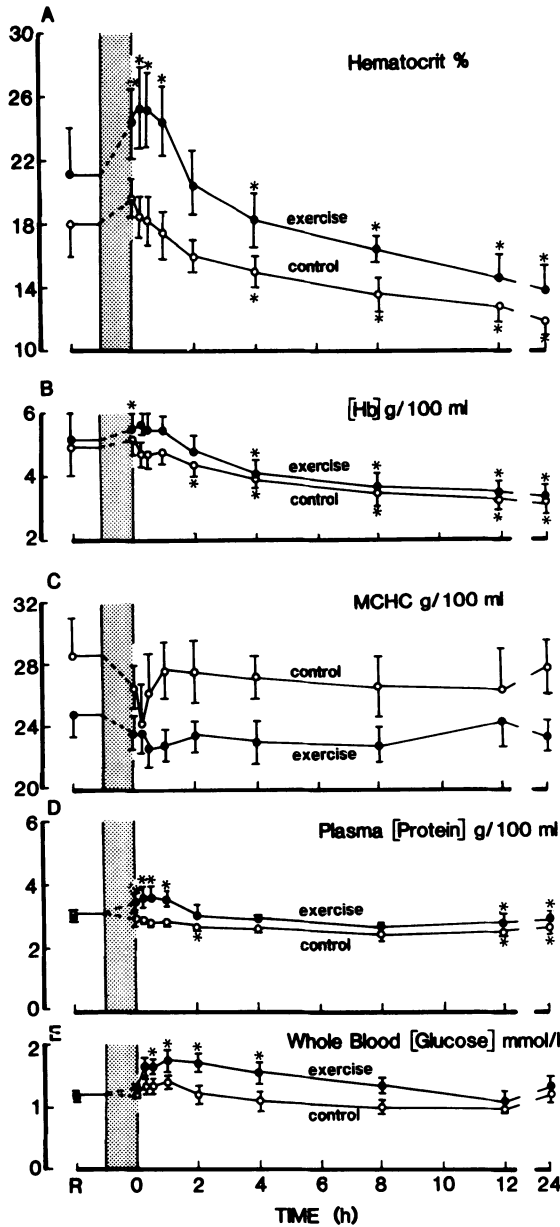 A
Hematocrit %
30
26
22
18
14
10
* * * *
exercise
* * * *
control
* * * *
B
[Hb] g/100 ml
6
4
2
*
exercise
* * * *
control
* * * * *
C
MCHC g/100 ml
32
28
24
20
control
exercise
D
Plasma [Protein] g/100 ml
6
4
2
0
* * * *
exercise
* *
control
* * *
Whole Blood [Glucose] mmol/l
2
1
0
* * * *
exercise
control
R 0 2 4 6 8 10 12 24
TIME (h)